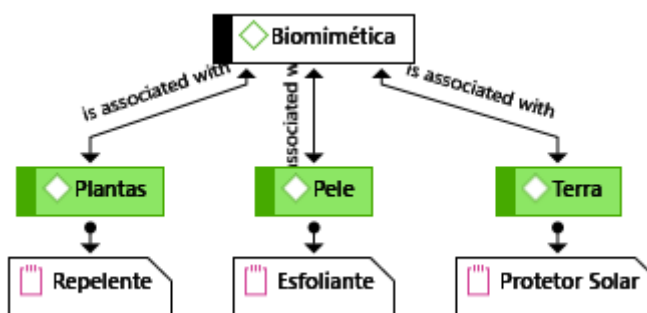 Biomimética
is associated with
associated w
is associated with
Plantas
Pele
Terra
Repelente
Esfoliante
Protetor Solar